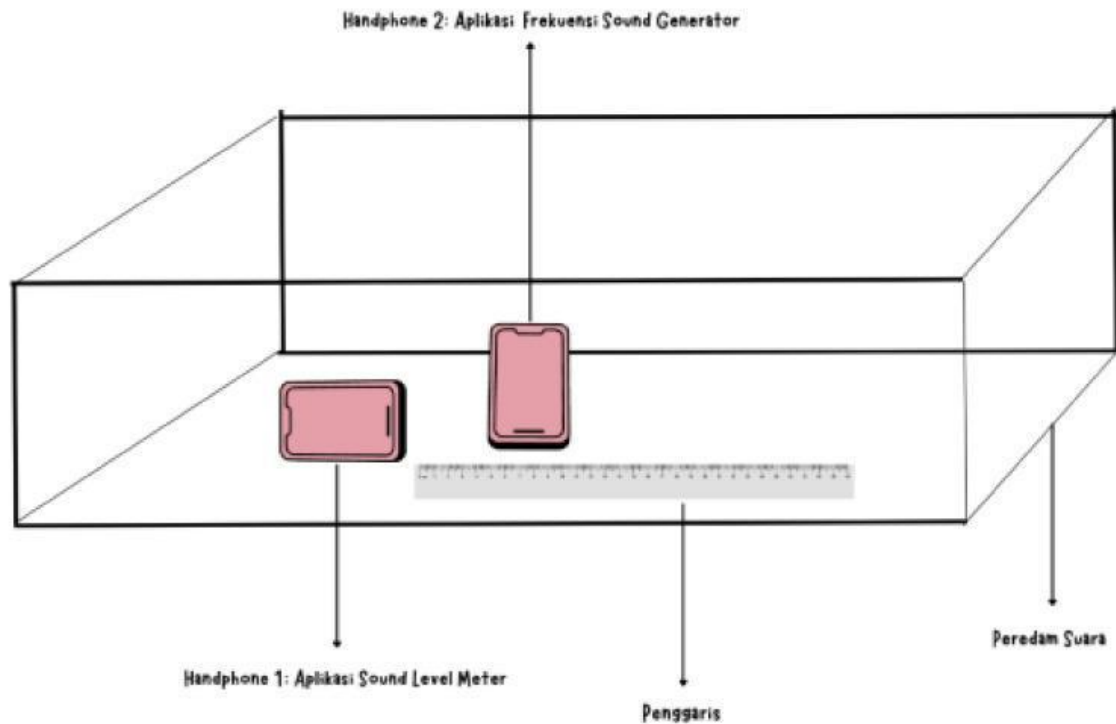 Handphone 2: Aplikasi Frekuensi Sound Generator
Peredam Suara
Handphone 1: Aplikasi Sound Level Meter
Penggaris